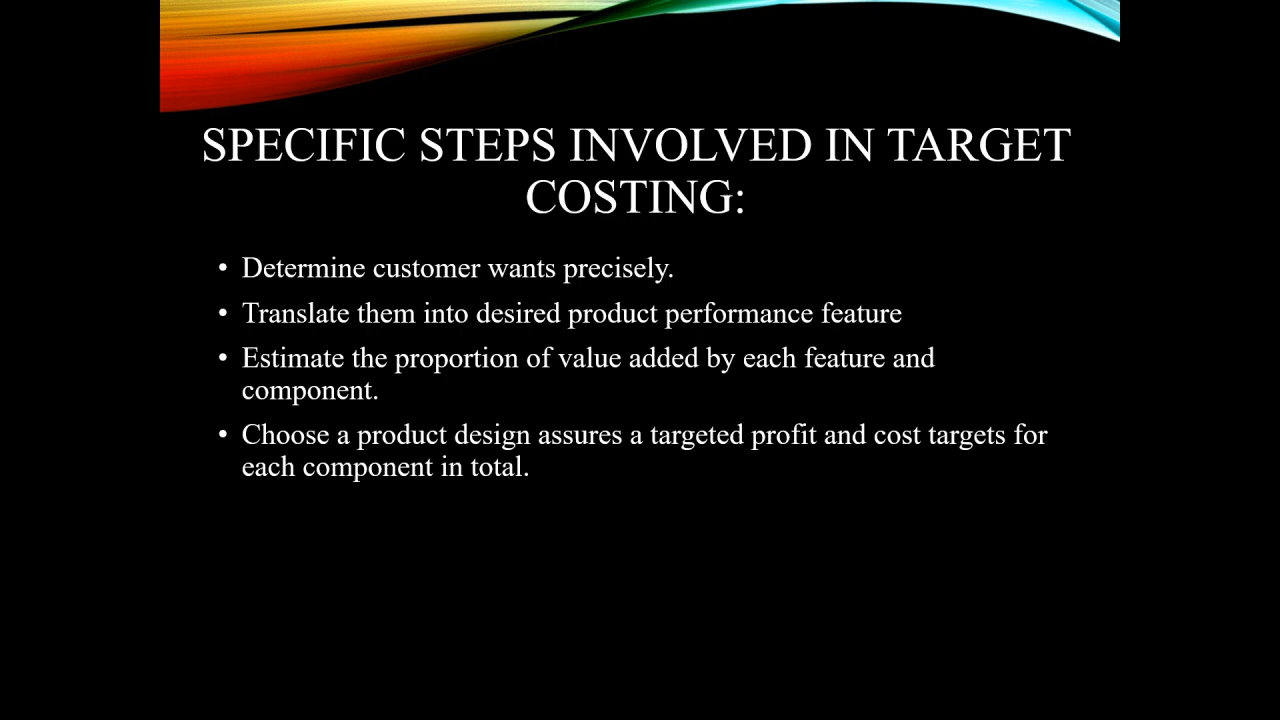 SPECIFIC STEPS INVOLVED IN TARGET
COSTING:
• Determine customer wants precisely.
• Translate them into desired product performance feature
• Estimate the proportion of value added by each feature and
component.
• Choose a product design assures a targeted profit and cost targets for
each component in total.